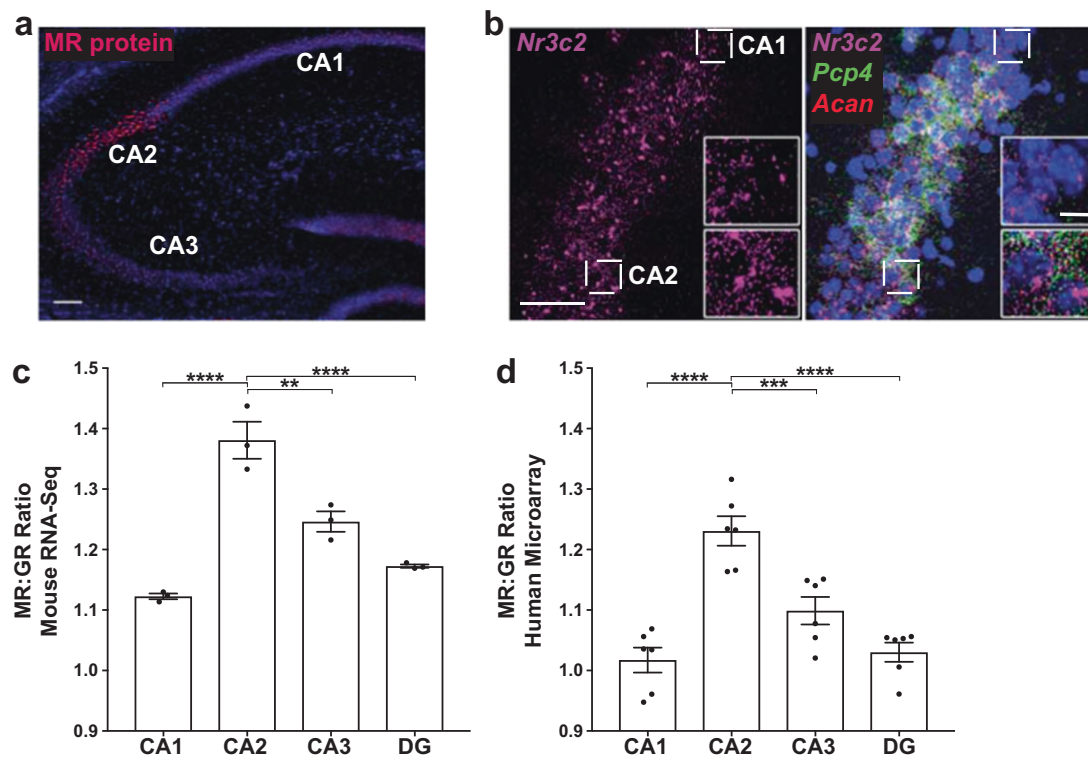 a
MR protein
CA1
CA2
CA3
b
Nr3c2
CA1
CA2
Nr3c2
Pcp4
Acan
c
MR:GR Ratio
Mouse RNA-Seq
1.5
1.4
1.3
1.2
1.1
1.0
0.9
****
****
**
CA1 CA2 CA3 DG
d
MR:GR Ratio
Human Microarray
1.5
1.4
1.3
1.2
1.1
1.0
0.9
****
****
***
CA1 CA2 CA3 DG